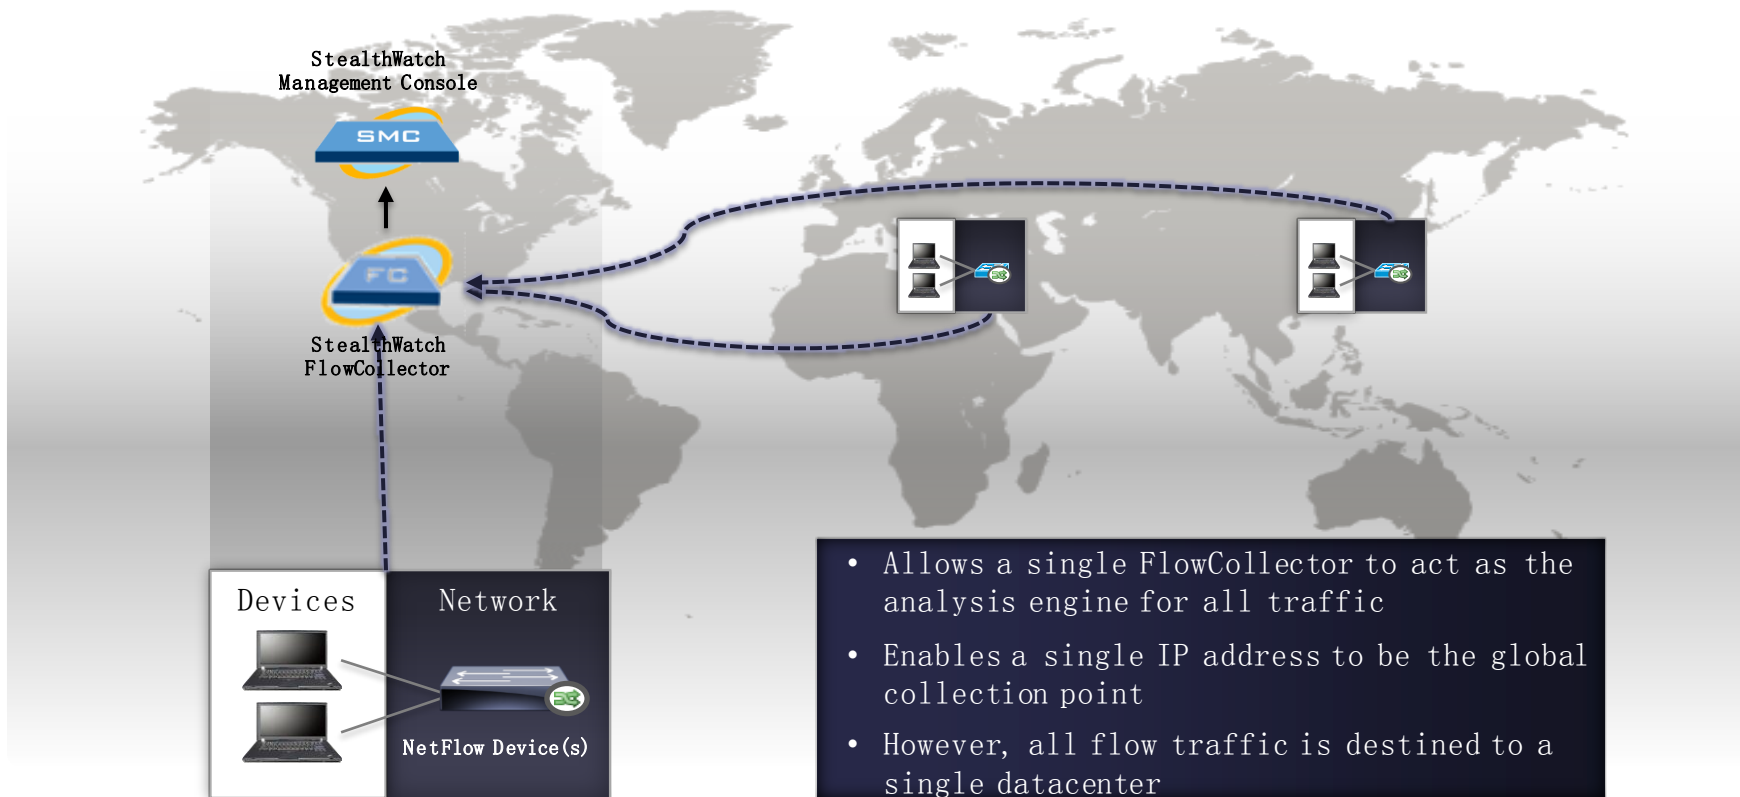 StealthWatch
Management Console
SMC
FC
StealthWatch
FlowCollector
Devices
Network
NetFlow Device(s)
• Allows a single FlowCollector to act as the
analysis engine for all traffic
• Enables a single IP address to be the global
collection point
• However, all flow traffic is destined to a
single datacenter